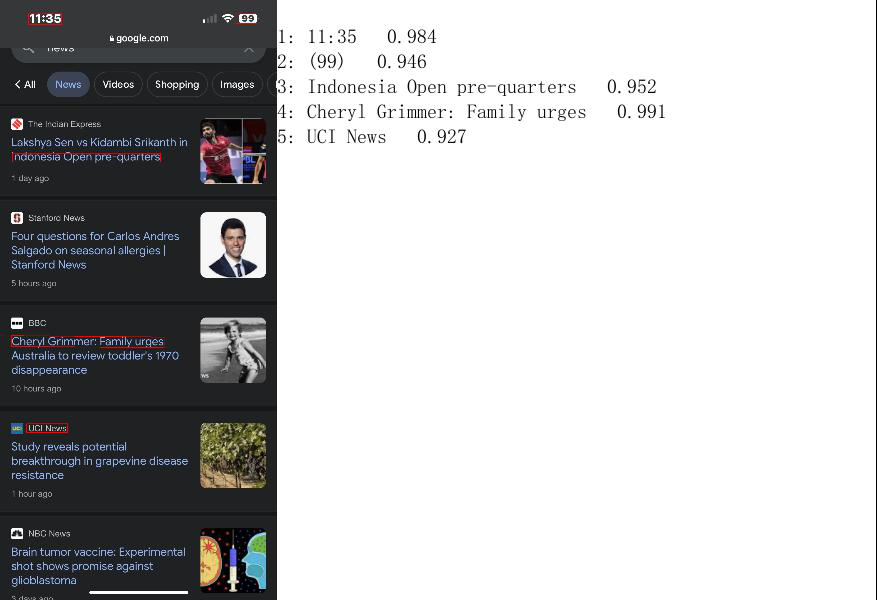 11:35
99
google.com
news
All News Videos Shopping Images
The Indian Express
Lakshya Sen vs Kidambi Srikanth in
Indonesia Open pre-quarters
1 day ago
Stanford News
Four questions for Carlos Andres
Salgado on seasonal allergies |
Stanford News
5 hours ago
BBC
Cheryl Grimmer: Family urges
Australia to review toddler's 1970
disappearance
10 hours ago
UCI
UCI News
Study reveals potential
breakthrough in grapevine disease
resistance
1 hour ago
NBC News
Brain tumor vaccine: Experimental
shot shows promise against
glioblastoma
3 days ago
1: 11:35 0.984
2: (99) 0.946
3: Indonesia Open pre-quarters 0.952
4: Cheryl Grimmer: Family urges 0.991
5: UCI News 0.927